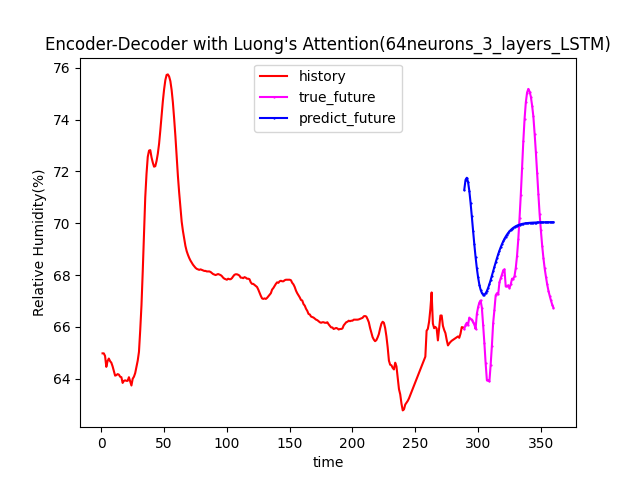 Encoder-Decoder with Luong's Attention(64neurons_3_layers_LSTM)
history
true_future
predict_future
Relative Humidity(%)
76
74
72
70
68
66
64
0
50
100
150
200
250
300
350
time